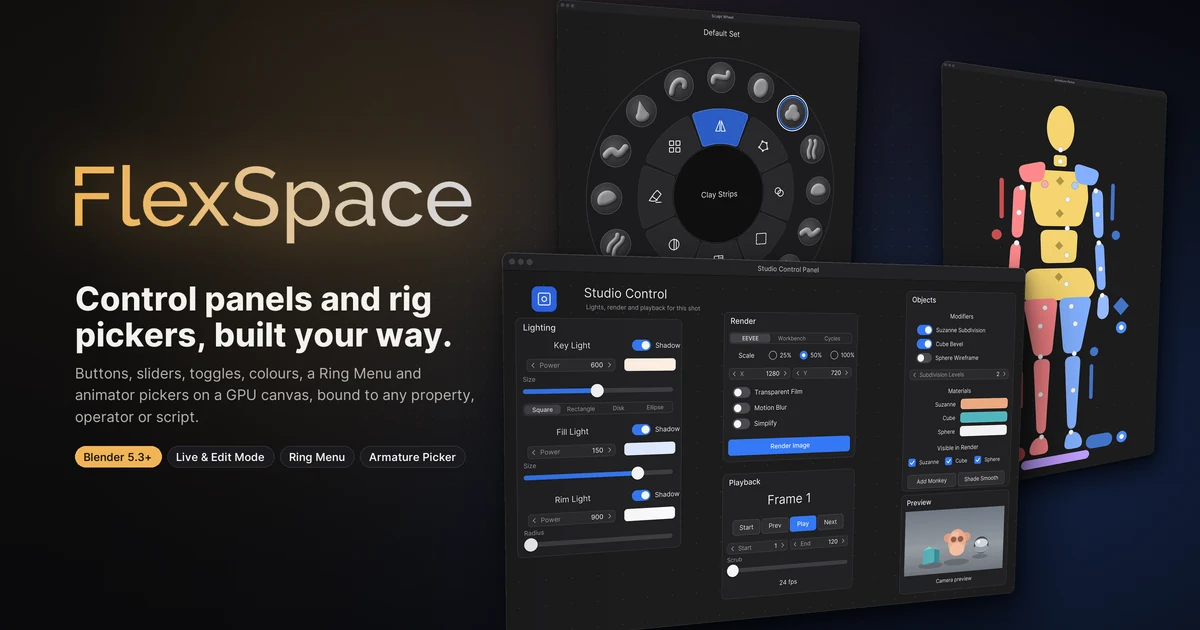 FlexSpace
Control panels and rig
pickers, built your way.
Buttons, sliders, toggles, colours, a Ring Menu and
animator pickers on a GPU canvas, bound to any property,
operator or script.
Blender 5.3+
Live & Edit Mode
Ring Menu
Armature Picker
Sculpt Wheel
Default Set
Clay Strips
Studio Control Panel
Studio Control
Lights, render and playback for this shot
Lighting
Key Light
Shadow
Power 600
Size
Square Rectangle Disk Ellipse
Fill Light
Shadow
Power 150
Size
Rim Light
Shadow
Power 900
Radius
Render
EEVEE Workbench Cycles
Scale 25% 50% 100%
X 1280 Y 720
Transparent Film
Motion Blur
Simplify
Render Image
Playback
Frame 1
Start Prev Play Next
Start 1 End 120
Scrub
24 fps
Objects
Modifiers
Suzanne Subdivision
Cube Bevel
Sphere Wireframe
Subdivision Levels 2
Materials
Suzanne
Cube
Sphere
Visible in Render
Suzanne Cube Sphere
Add Monkey Shade Smooth
Preview
Camera preview